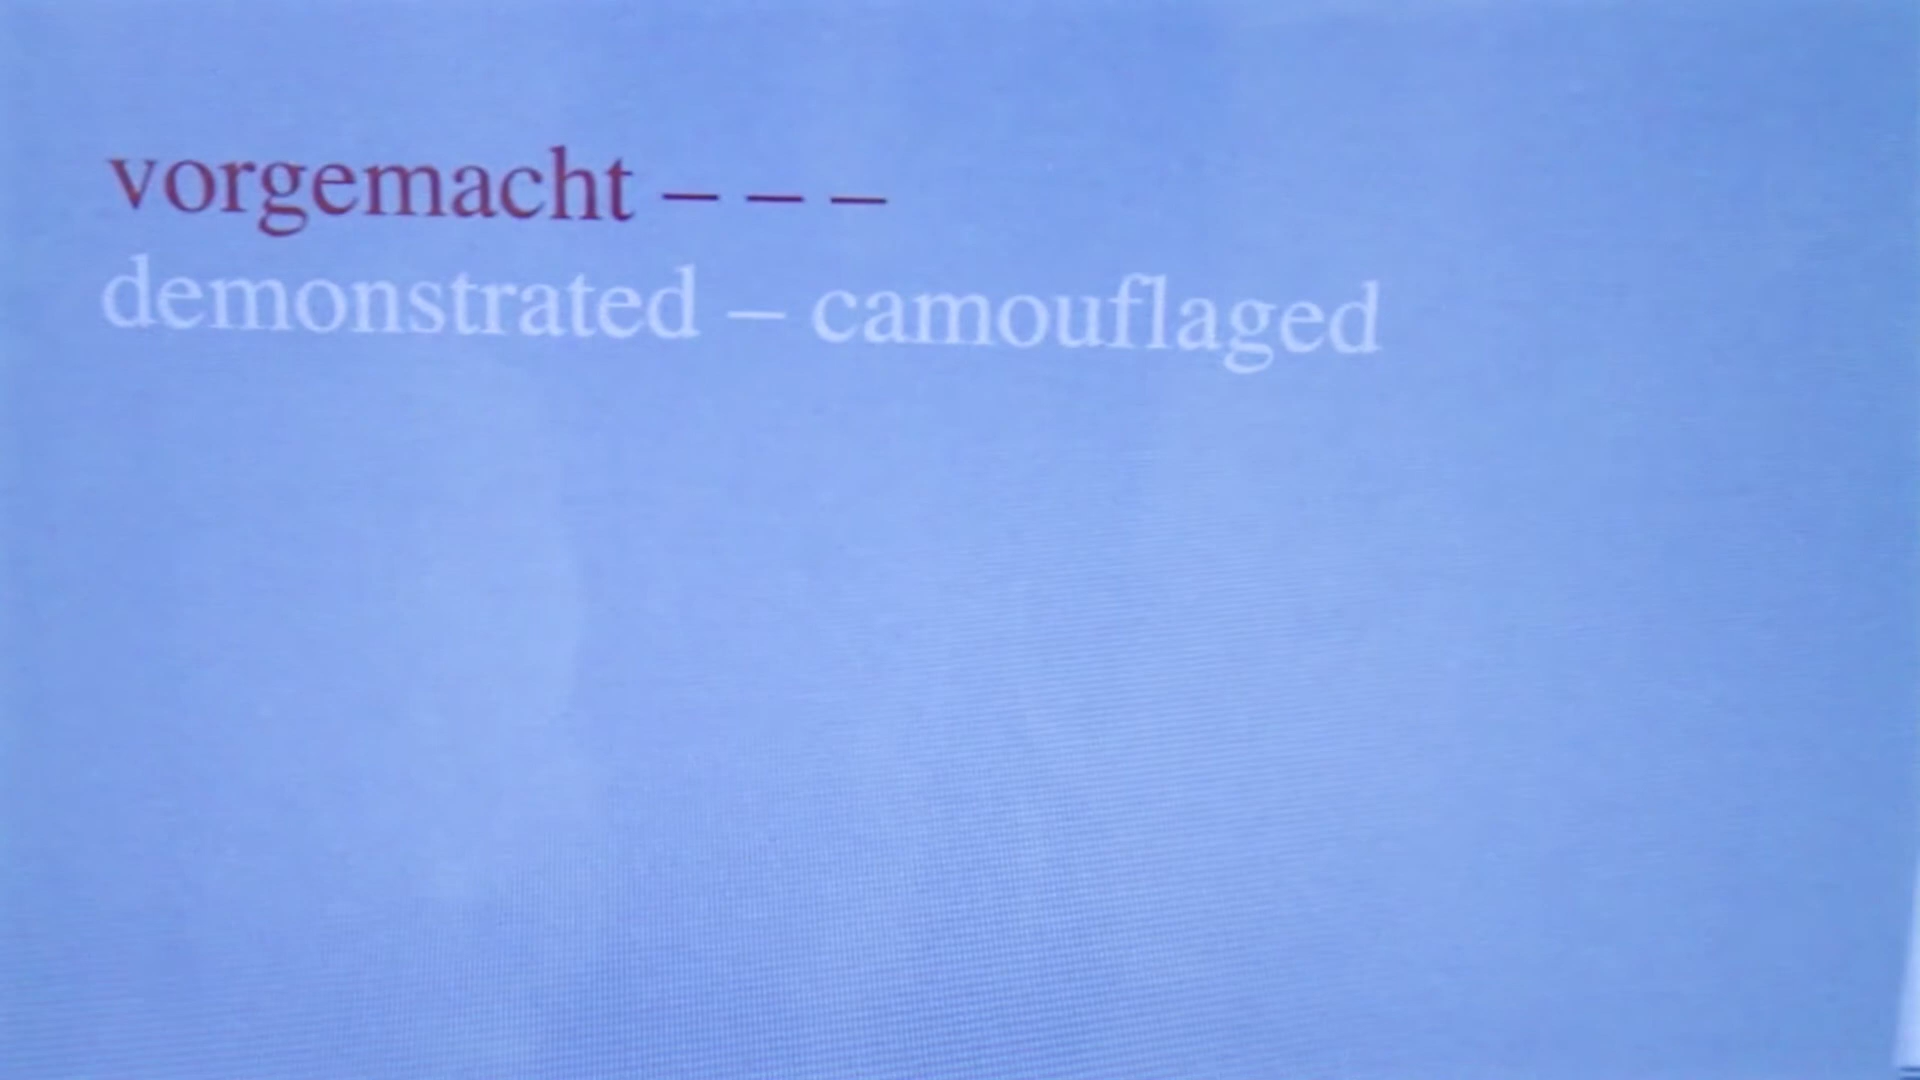 vorgemacht – – –
demonstrated – camouflaged